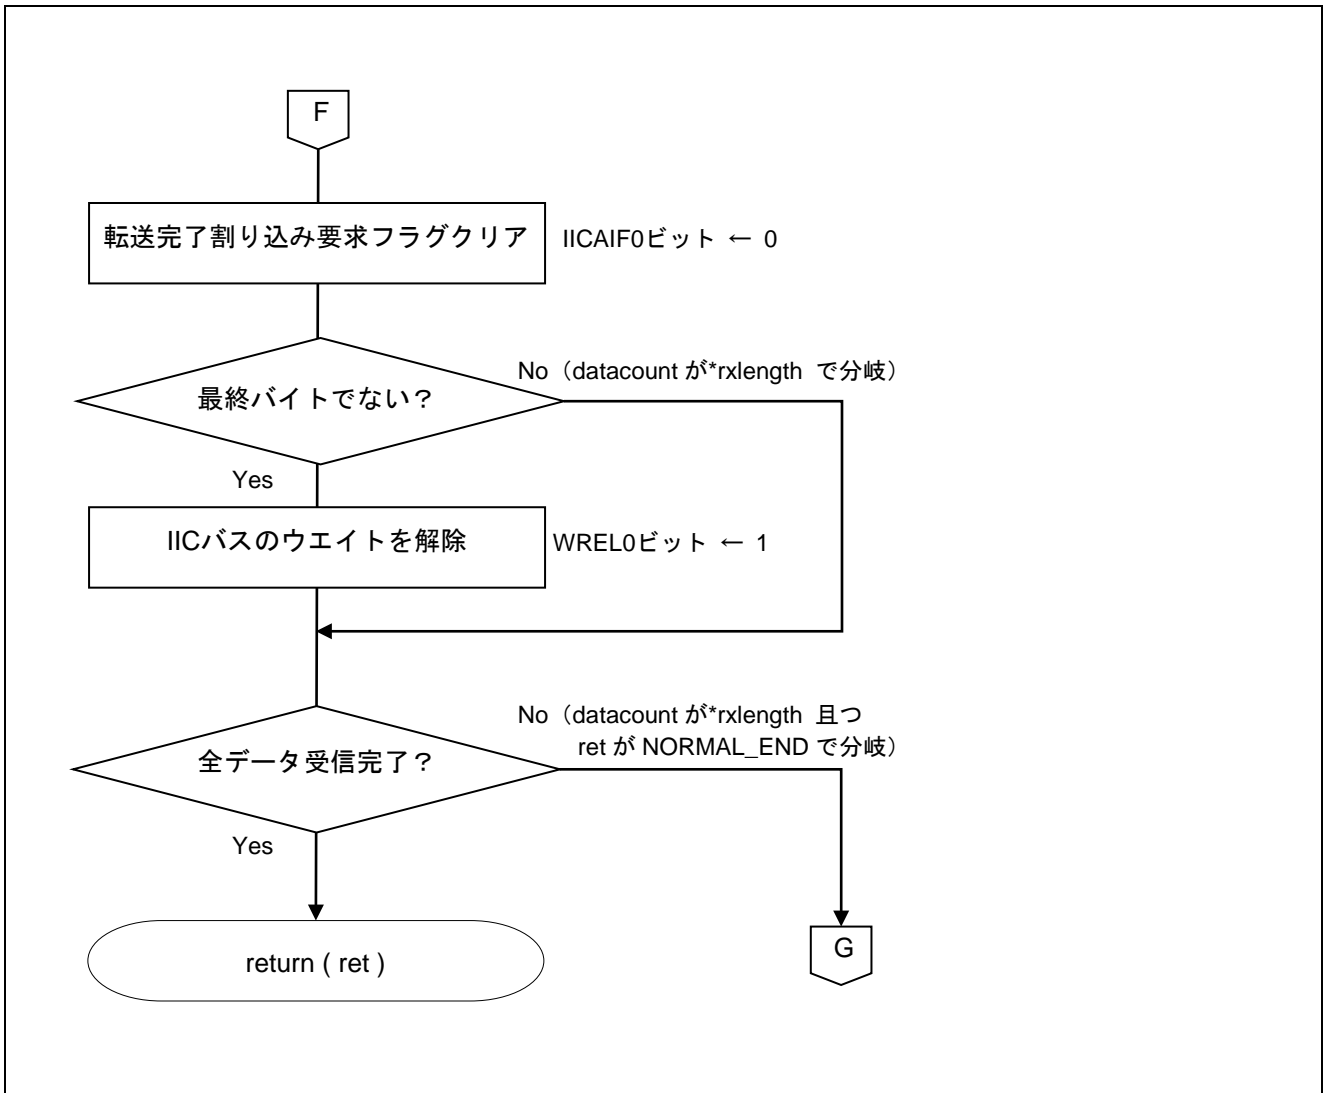 F
転送完了割り込み要求フラグクリア
IICAIF0ビット ← 0
No（datacount が*rxlength で分岐）
最終バイトでない？
Yes
IICバスのウエイトを解除
WREL0ビット ← 1
No（datacount が*rxlength 且つ
ret が NORMAL_END で分岐）
全データ受信完了？
Yes
return ( ret )
G